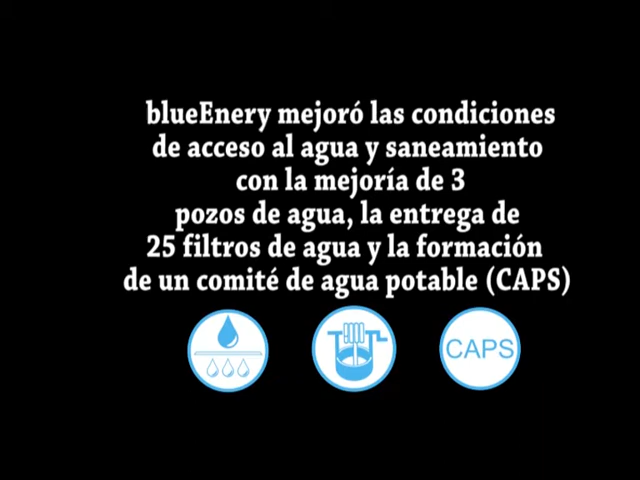 blueEnery mejoró las condiciones
de acceso al agua y saneamiento
con la mejoría de 3
pozos de agua, la entrega de
25 filtros de agua y la formación
de un comité de agua potable (CAPS)
CAPS